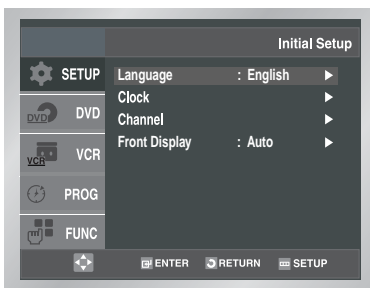 Initial Setup
SETUP
Language : English
Clock
Channel
Front Display : Auto
DVD DVD
VCR VCR
PROG
FUNC
ENTER RETURN SETUP